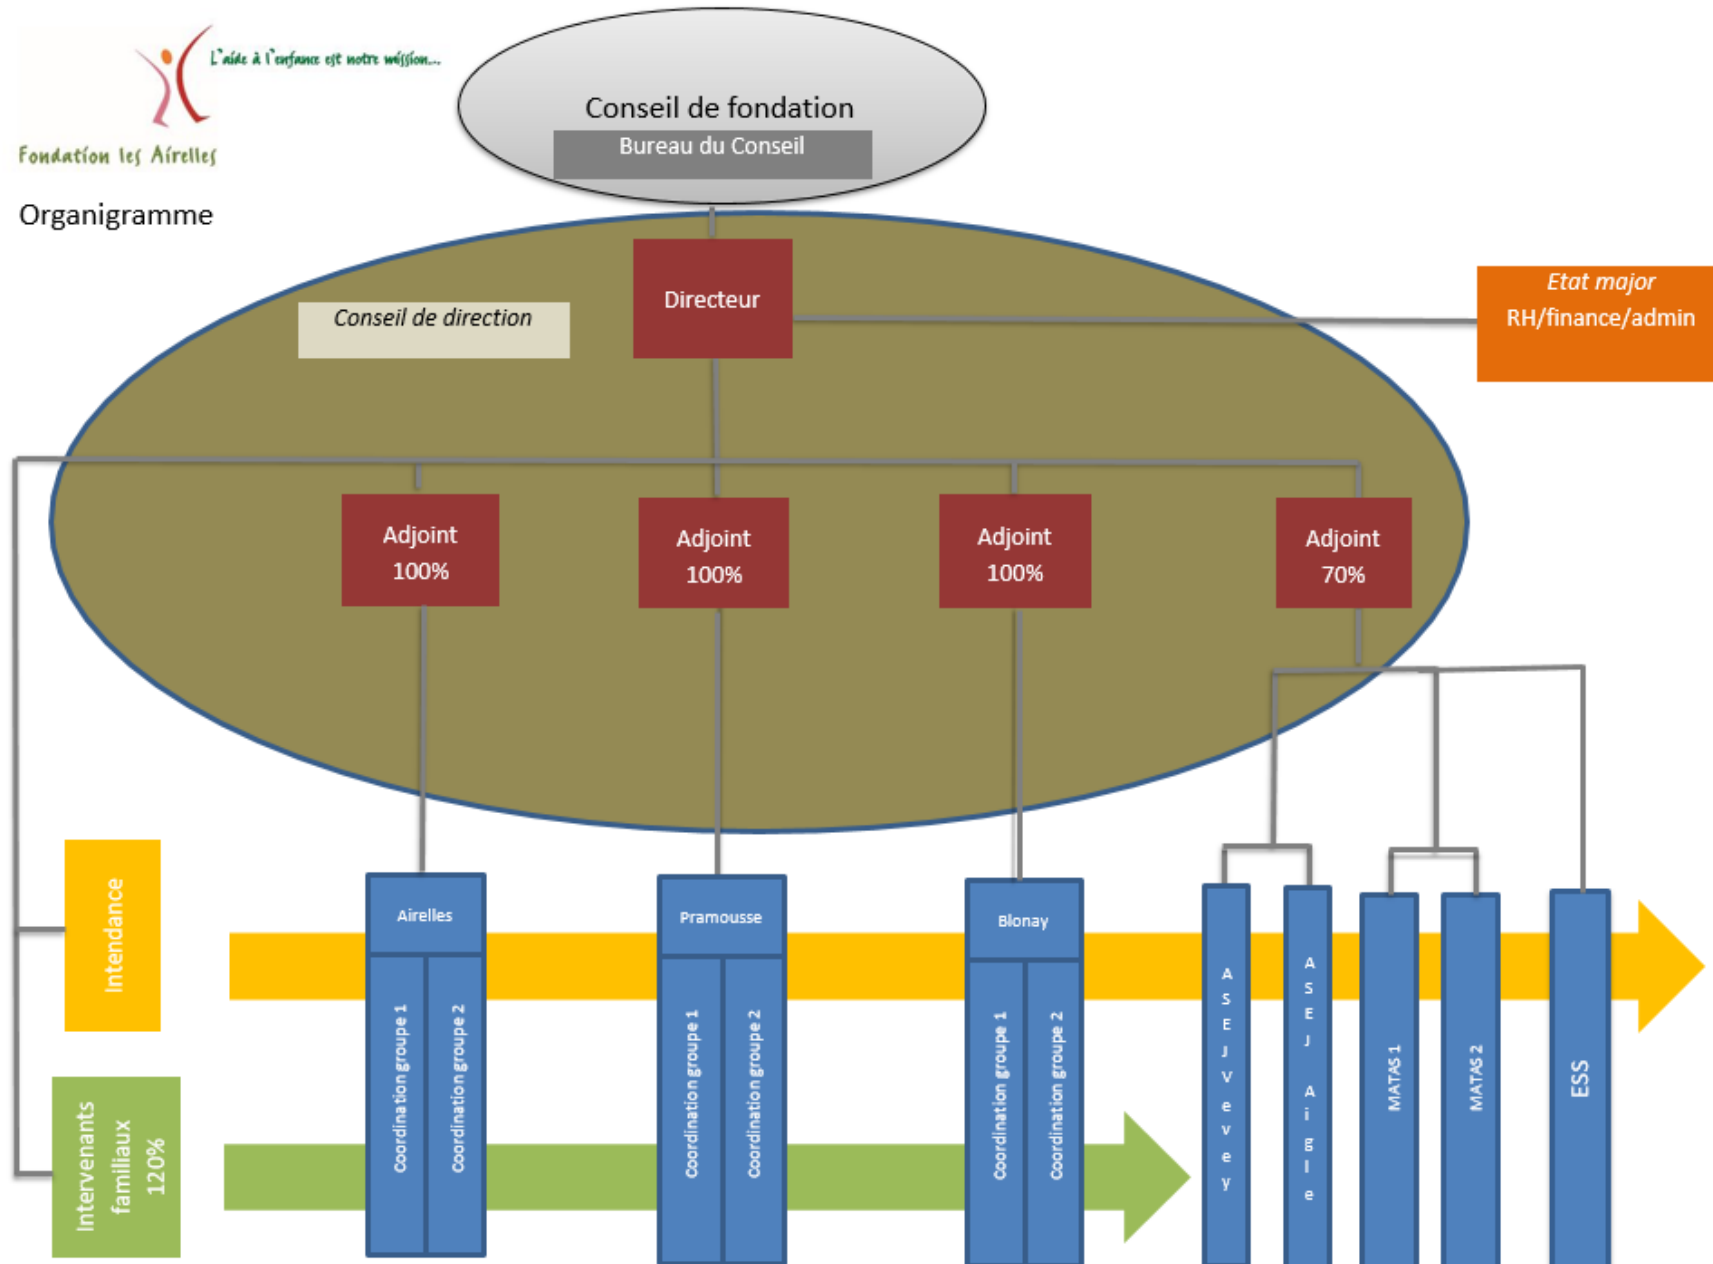 L'aide à l'enfance est notre mission...
Fondation les Airelles
Organigramme
Conseil de fondation
Bureau du Conseil
Directeur
Conseil de direction
Etat major
RH/finance/admin
Adjoint
100%
Adjoint
100%
Adjoint
100%
Adjoint
70%
Intendance
Intervenants
familiaux
120%
Airelles
Coordination groupe 1
Coordination groupe 2
Pramousse
Coordination groupe 1
Coordination groupe 2
Blonay
Coordination groupe 1
Coordination groupe 2
ASEJ Vevey
ASEJ Aigle
MATAS 1
MATAS 2
ESS